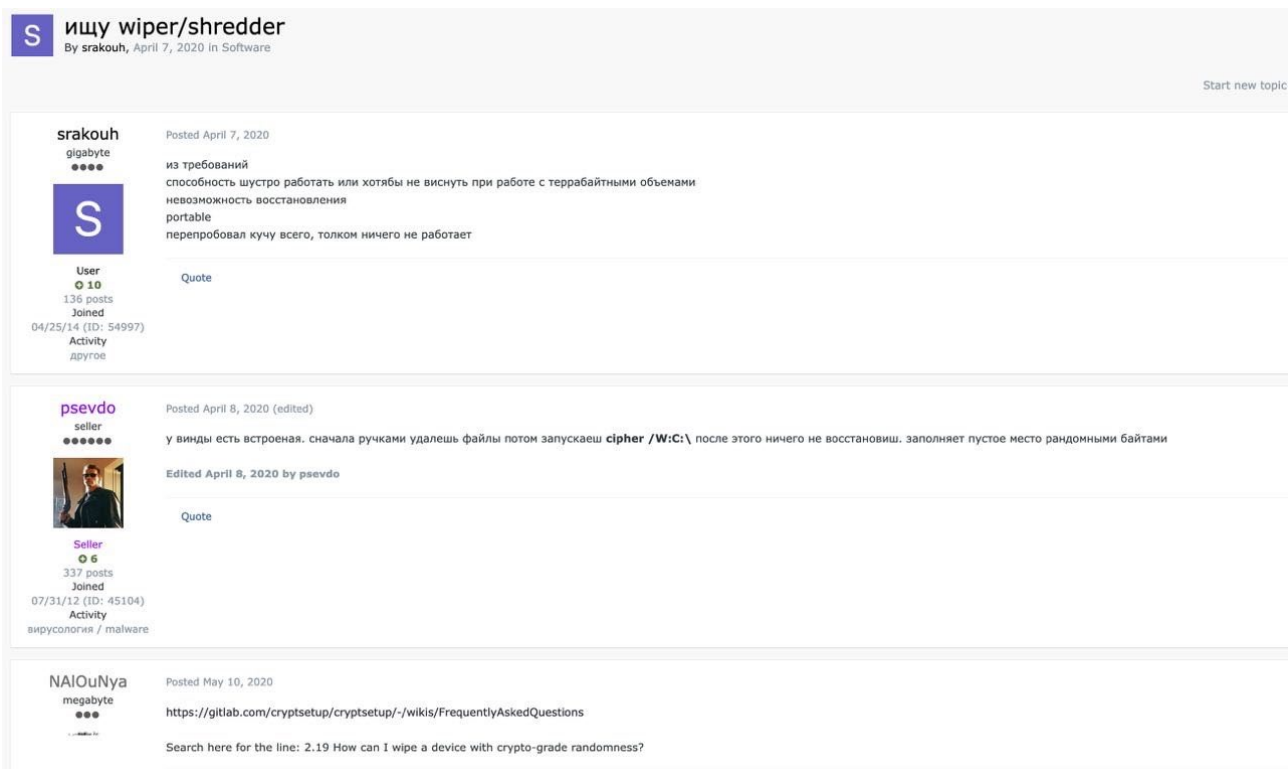 S
ищу wiper/shredder
By srakouh, April 7, 2020 in Software
Start new topic
srakouh
gigabyte
S
User
10
136 posts
Joined
04/25/14 (ID: 54997)
Activity
другое
Posted April 7, 2020
из требований
способность шустро работать или хотябы не виснуть при работе с террабайтными объемами
невозможность восстановления
portable
перепробовал кучу всего, толком ничего не работает
Quote
psevdo
seller
Seller
6
337 posts
Joined
07/31/12 (ID: 45104)
Activity
вирусология / malware
Posted April 8, 2020 (edited)
у винды есть встроеная. сначала ручками удалешь файлы потом запускаеш cipher /W:C:\ после этого ничего не восстановиш. заполняет пустое место рандомными байтами
Edited April 8, 2020 by psevdo
Quote
NAlOuNya
megabyte
Posted May 10, 2020
https://gitlab.com/cryptsetup/cryptsetup/-/wikis/FrequentlyAskedQuestions
Search here for the line: 2.19 How can I wipe a device with crypto-grade randomness?